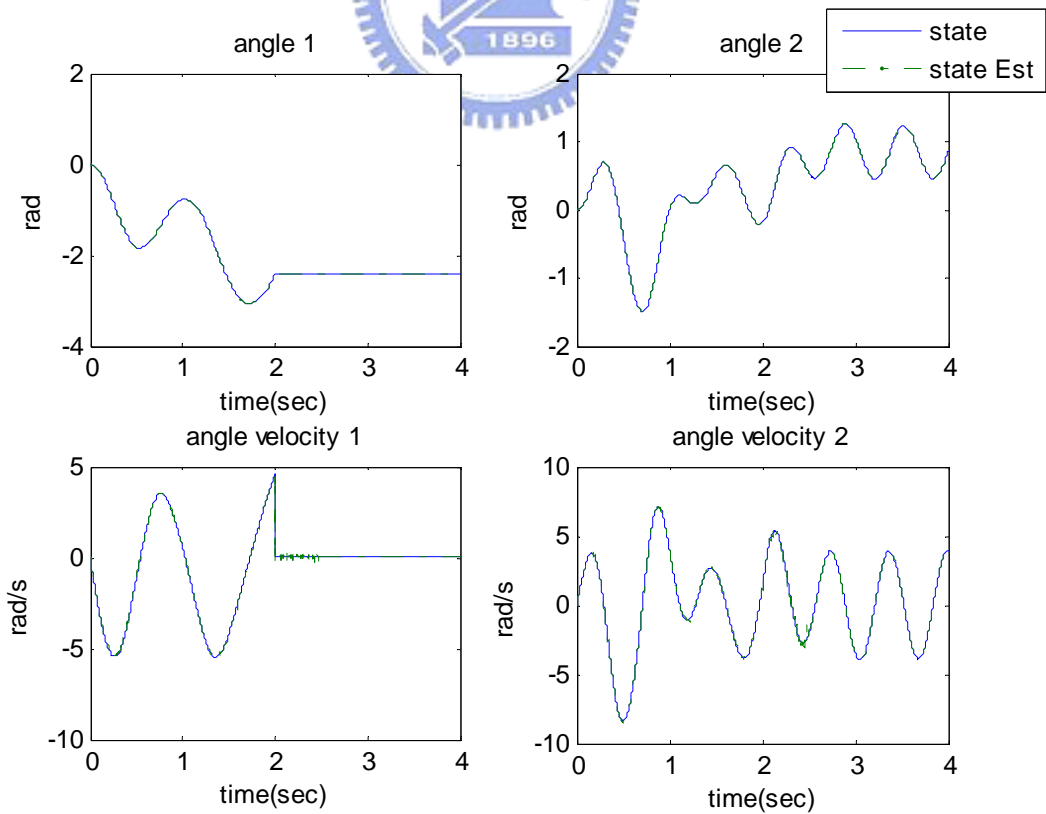 1896
angle 1
angle 2
state
state Est
2
0
-2
-4
rad
0 1 2 3 4
time(sec)
2
1
0
-1
-2
rad
0 1 2 3 4
time(sec)
angle velocity 1
5
0
-5
-10
rad/s
0 1 2 3 4
time(sec)
angle velocity 2
10
5
0
-5
-10
rad/s
0 1 2 3 4
time(sec)